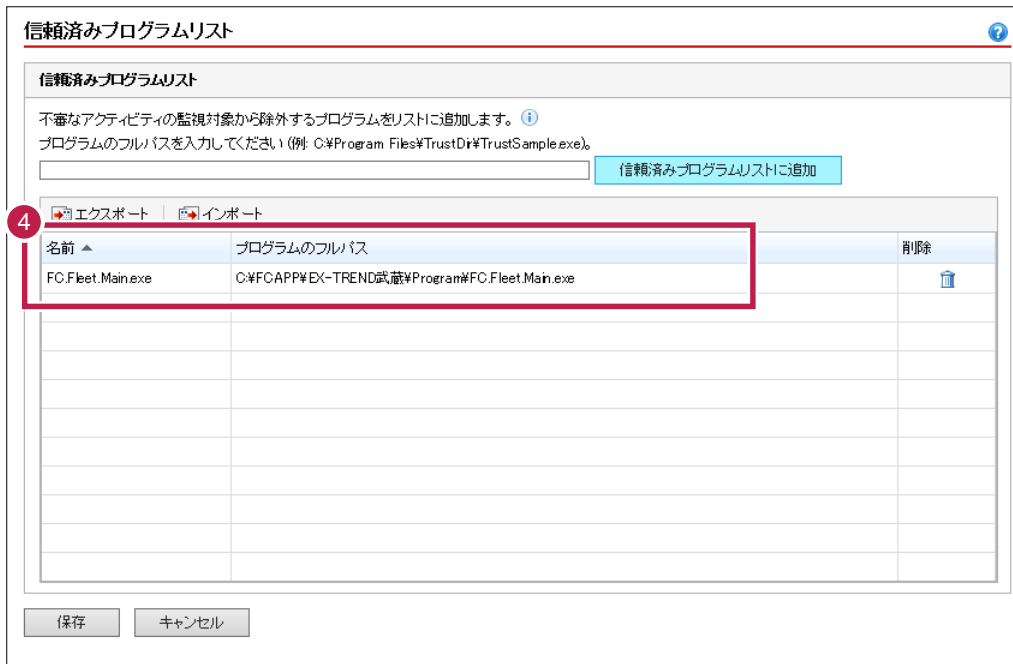 信頼済みプログラムリスト
信頼済みプログラムリスト
不審なアクティビティの監視対象から除外するプログラムをリストに追加します。
プログラムのフルパスを入力してください (例: C:¥Program Files¥TrustDir¥TrustSample.exe)。
信頼済みプログラムリストに追加
エクスポート インポート
4
名前 プログラムのフルパス 削除
FC.Fleet.Main.exe C:¥FCAPP¥EX-TREND武蔵¥Program¥FC.Fleet.Main.exe
保存 キャンセル